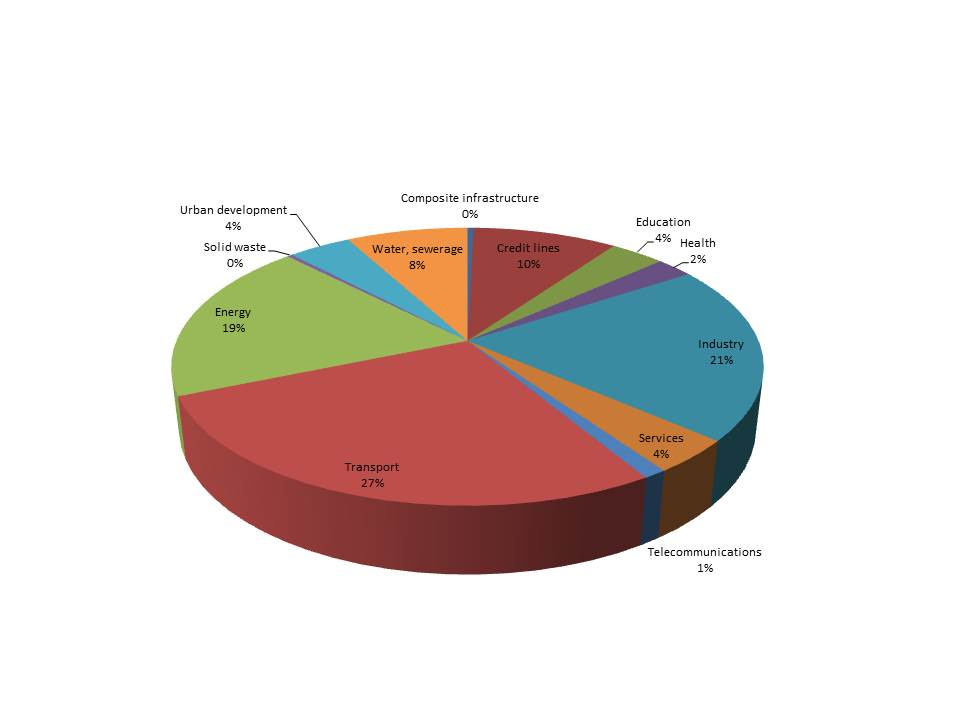 Composite infrastructure
0%
Credit lines
10%
Education
4%
Health
2%
Industry
21%
Services
4%
Telecommunications
1%
Transport
27%
Energy
19%
Solid waste
0%
Urban development
4%
Water, sewerage
8%